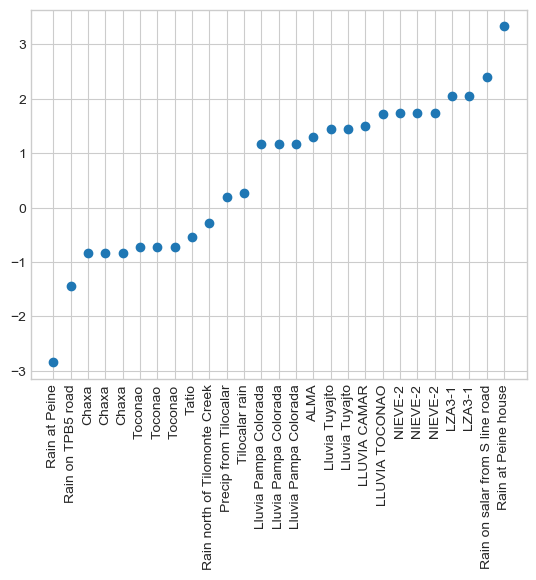 3
2
1
0
−1
−2
−3
Rain at Peine
Rain on TPB5 road
Chaxa
Chaxa
Chaxa
Toconao
Toconao
Toconao
Tatio
Rain north of Tilomonte Creek
Precip from Tilocalar
Tilocalar rain
Lluvia Pampa Colorada
Lluvia Pampa Colorada
Lluvia Pampa Colorada
ALMA
Lluvia Tuyajto
Lluvia Tuyajto
LLUVIA CAMAR
LLUVIA TOCONAO
NIEVE-2
NIEVE-2
NIEVE-2
LZA3-1
LZA3-1
Rain on salar from S line road
Rain at Peine house